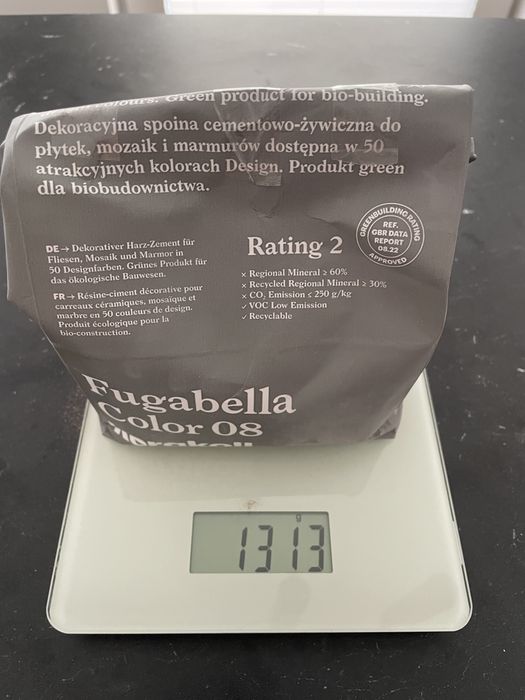 colours. Green product for bio-building.
Dekoracyjna spoina cementowo-żywiczna do
płytek, mozaik i marmurów dostępna w 50
atrakcyjnych kolorach Design. Produkt green
dla biobudownictwa.
DE → Dekorativer Harz-Zement für
Fliesen, Mosaik und Marmor in
50 Designfarben. Grünes Produkt für
das ökologische Bauwesen.
FR → Résine-ciment décorative pour
carreaux céramiques, mosaïque et
marbre en 50 couleurs de design.
Produit écologique pour la
bio-construction.
Rating 2
× Regional Mineral ≥ 60%
× Recycled Regional Mineral ≥ 30%
× CO₂ Emission ≤ 250 g/kg
✓ VOC Low Emission
✓ Recyclable
GREENBUILDING RATING
REF.
GBR DATA
REPORT
08.22
APPROVED
Fugabella
Color 08
g
1313